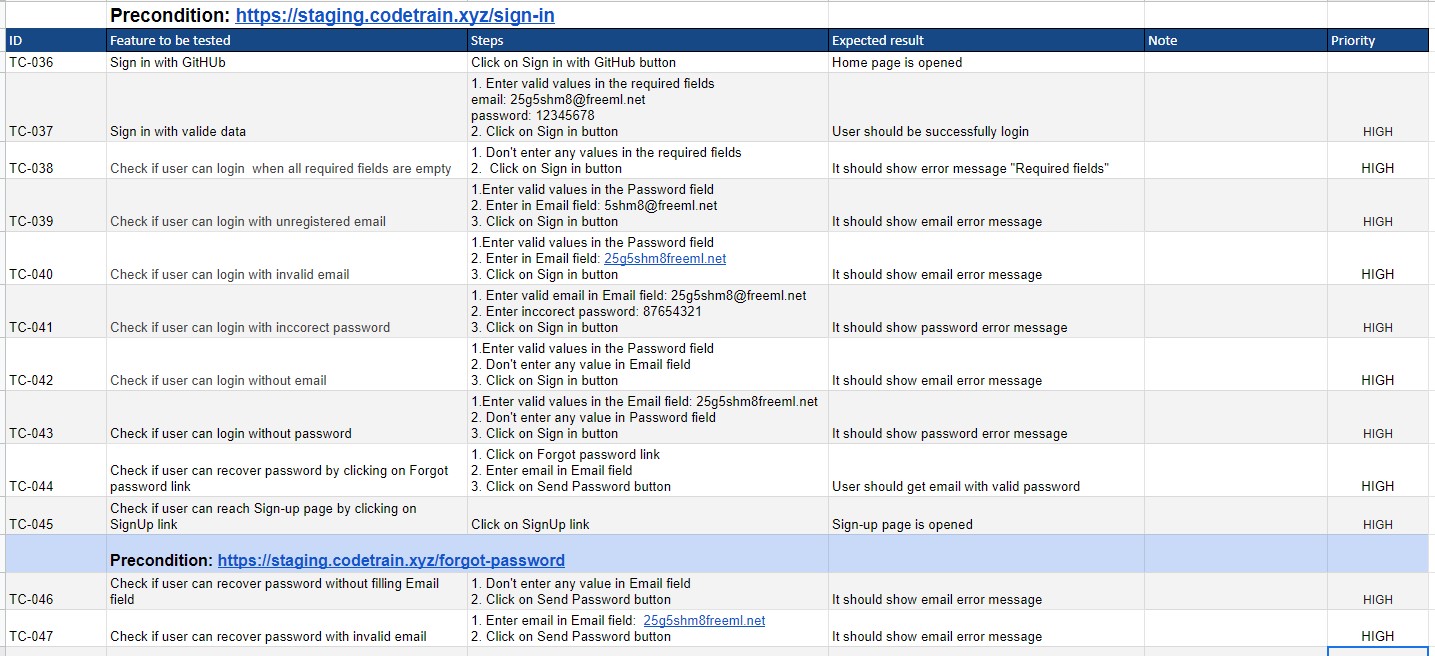 Precondition: https://staging.codetrain.xyz/sign-in
ID Feature to be tested Steps Expected result Note Priority
TC-036 Sign in with GitHUb Click on Sign in with GitHub button Home page is opened
1. Enter valid values in the required fields
email: 25g5shm8@freeml.net
password: 12345678
TC-037 Sign in with valide data 2. Click on Sign in button User should be successfully login HIGH
1. Don't enter any values in the required fields
TC-038 Check if user can login  when all required fields are empty 2.  Click on Sign in button It should show error message "Required fields" HIGH
1.Enter valid values in the Password field
2. Enter in Email field: 5shm8@freeml.net
TC-039 Check if user can login with unregistered email 3. Click on Sign in button It should show email error message HIGH
1.Enter valid values in the Password field
2. Enter in Email field: 25g5shm8freeml.net
TC-040 Check if user can login with invalid email 3. Click on Sign in button It should show email error message HIGH
1. Enter valid email in Email field: 25g5shm8@freeml.net
2. Enter inccorect password: 87654321
TC-041 Check if user can login with inccorect password 3. Click on Sign in button It should show password error message HIGH
1.Enter valid values in the Password field
2. Don't enter any value in Email field
TC-042 Check if user can login without email 3. Click on Sign in button It should show email error message HIGH
1.Enter valid values in the Email field: 25g5shm8freeml.net
2. Don't enter any value in Password field
TC-043 Check if user can login without password 3. Click on Sign in button It should show password error message HIGH
1. Click on Forgot password link
Check if user can recover password by clicking on Forgot 2. Enter email in Email field
TC-044 password link 3. Click on Send Password button User should get email with valid password HIGH
Check if user can reach Sign-up page by clicking on
TC-045 SignUp link Click on SignUp link Sign-up page is opened HIGH
Precondition: https://staging.codetrain.xyz/forgot-password
Check if user can recover password without filling Email 1. Don't enter any value in Email field
TC-046 field 2. Click on Send Password button It should show email error message HIGH
1. Enter email in Email field:  25g5shm8freeml.net
TC-047 Check if user can recover password with invalid email 2. Click on Send Password button It should show email error message HIGH